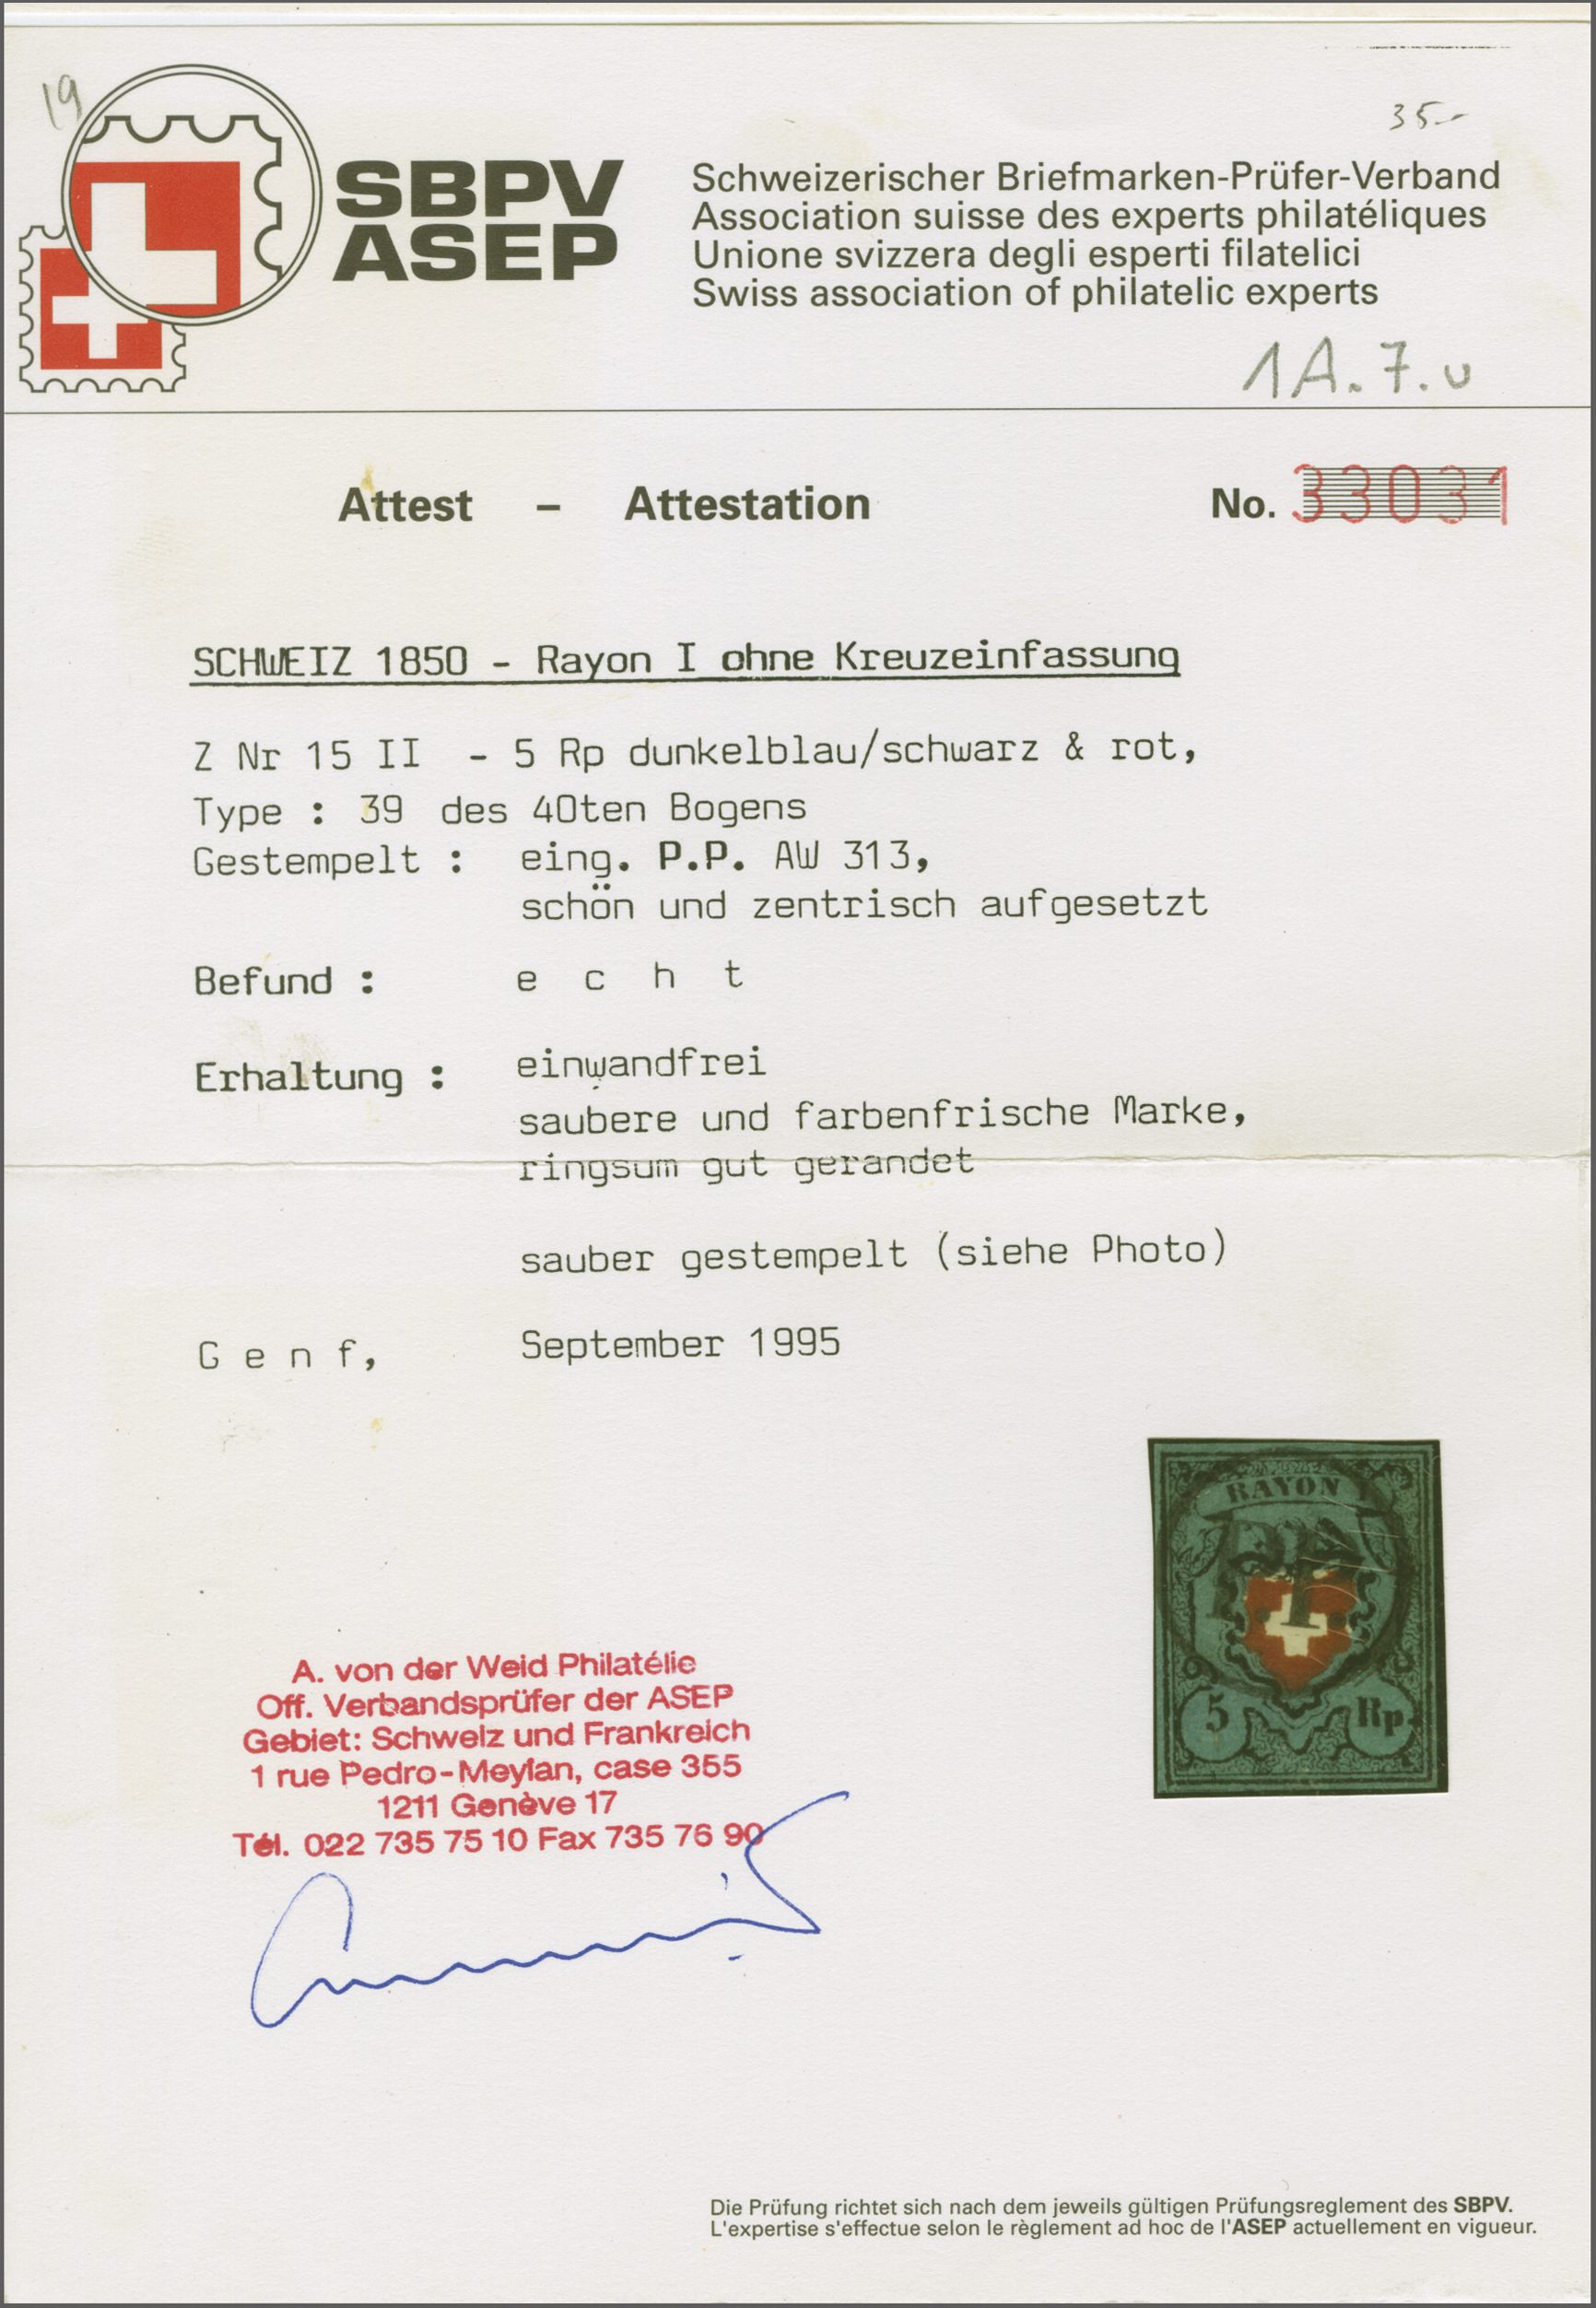 19
35.-
SBPV
ASEP
Schweizerischer Briefmarken-Prüfer-Verband
Association suisse des experts philatéliques
Unione svizzera degli esperti filatelici
Swiss association of philatelic experts
1A.7.u
Attest – Attestation No. 33031
SCHWEIZ 1850 - Rayon I ohne Kreuzeinfassung
Z Nr 15 II - 5 Rp dunkelblau/schwarz & rot,
Type : 39 des 40ten Bogens
Gestempelt : eing. P.P. AW 313,
schön und zentrisch aufgesetzt
Befund : e c h t
Erhaltung : einwandfrei
saubere und farbenfrische Marke,
ringsum gut gerandet
sauber gestempelt (siehe Photo)
G e n f, September 1995
RAYON I
5 Rp.
A. von der Weid Philatélie
Off. Verbandsprüfer der ASEP
Gebiet: Schweiz und Frankreich
1 rue Pedro-Meylan, case 355
1211 Genève 17
Tél. 022 735 75 10 Fax 735 76 90
Die Prüfung richtet sich nach dem jeweils gültigen Prüfungsreglement des SBPV.
L'expertise s'effectue selon le règlement ad hoc de l'ASEP actuellement en vigueur.